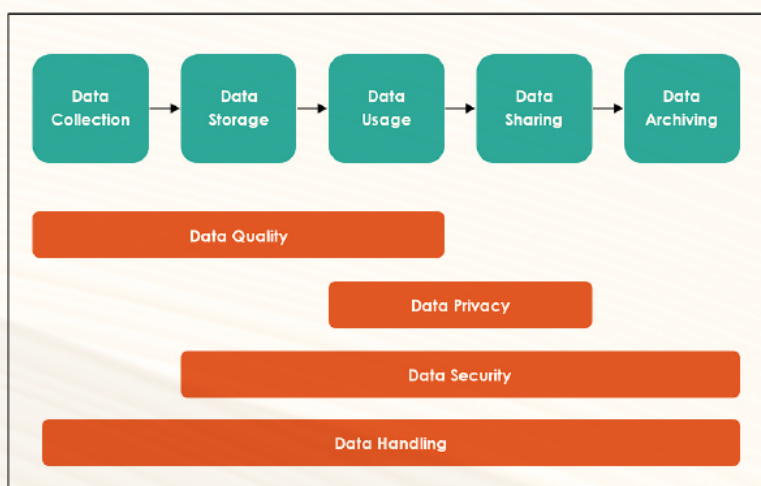 Data
Collection
Data
Storage
Data
Usage
Data
Sharing
Data
Archiving
Data Quality
Data Privacy
Data Security
Data Handling